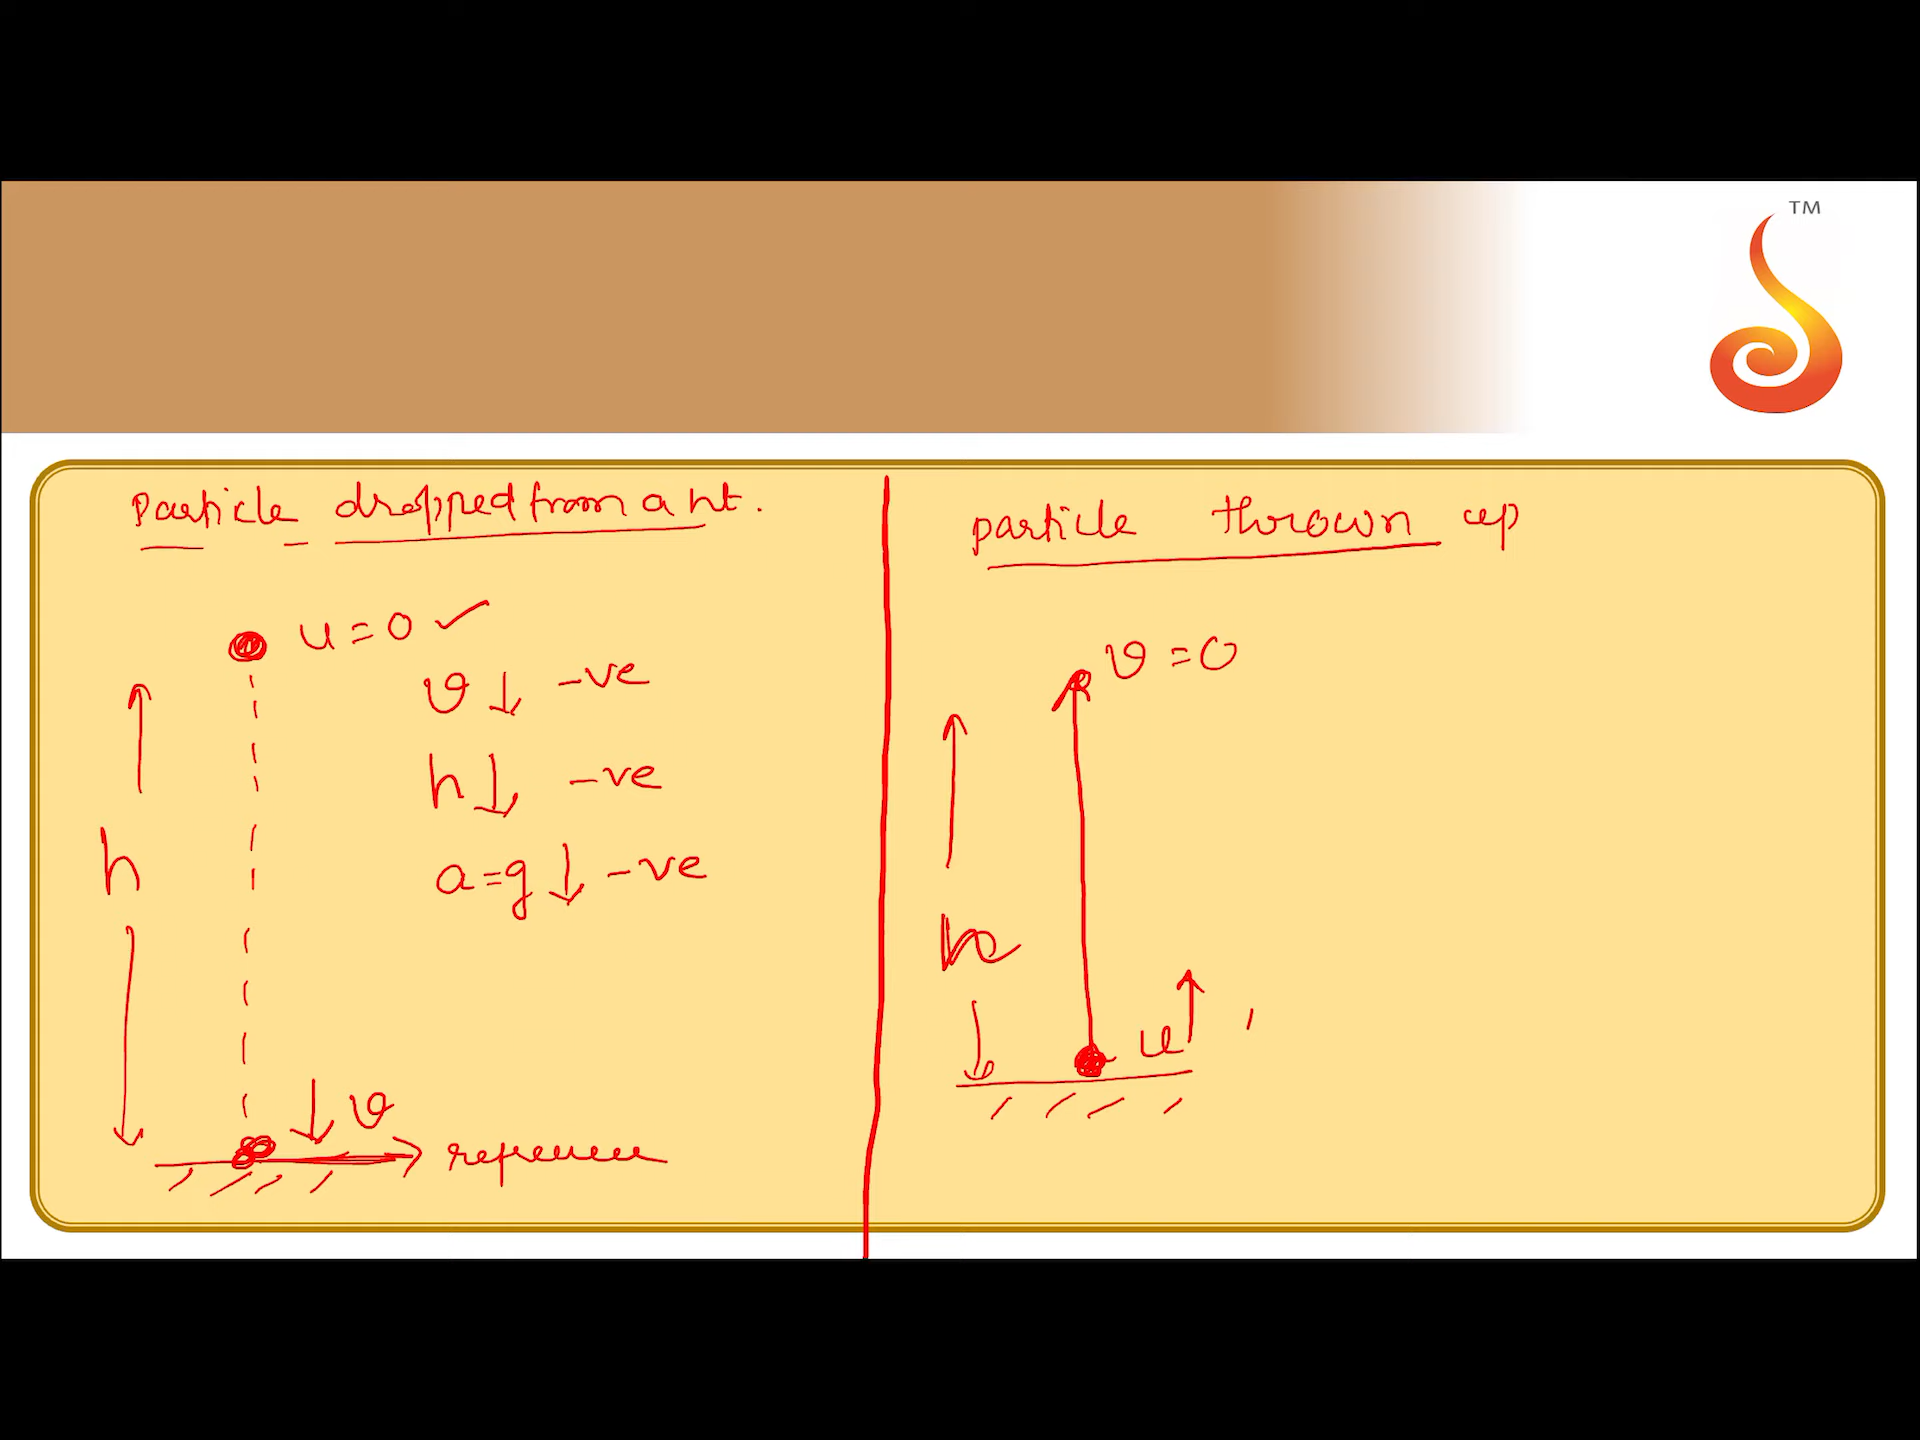 TM
Particle dropped from a ht.
u = 0 ✓
v ↓ -ve
h ↓ -ve
a = g ↓ -ve
h
↓ v
reference
particle thrown up
v = 0
h
u ↑